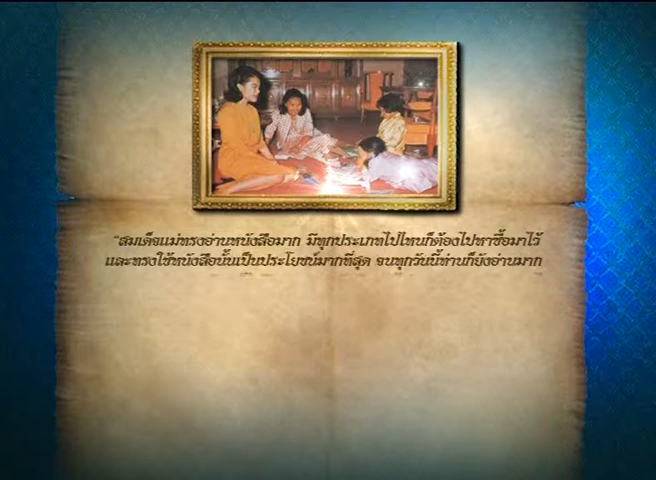 “สมเด็จแม่ทรงอ่านหนังสือมาก มีทุกประเภทไปไหนก็ต้องไปหาซื้อมาไว้
และทรงใช้หนังสือนั้นเป็นประโยชน์มากที่สุด จนทุกวันนี้ท่านก็ยังอ่านมาก